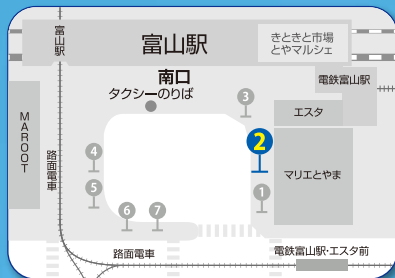 富山駅
富山駅
きときと市場
とやマルシェ
南口
タクシーのりば
電鉄富山駅
エスタ
MAROOT
路面電車
3
2
4
5
1
マリエとやま
6
7
路面電車
電鉄富山駅・エスタ前